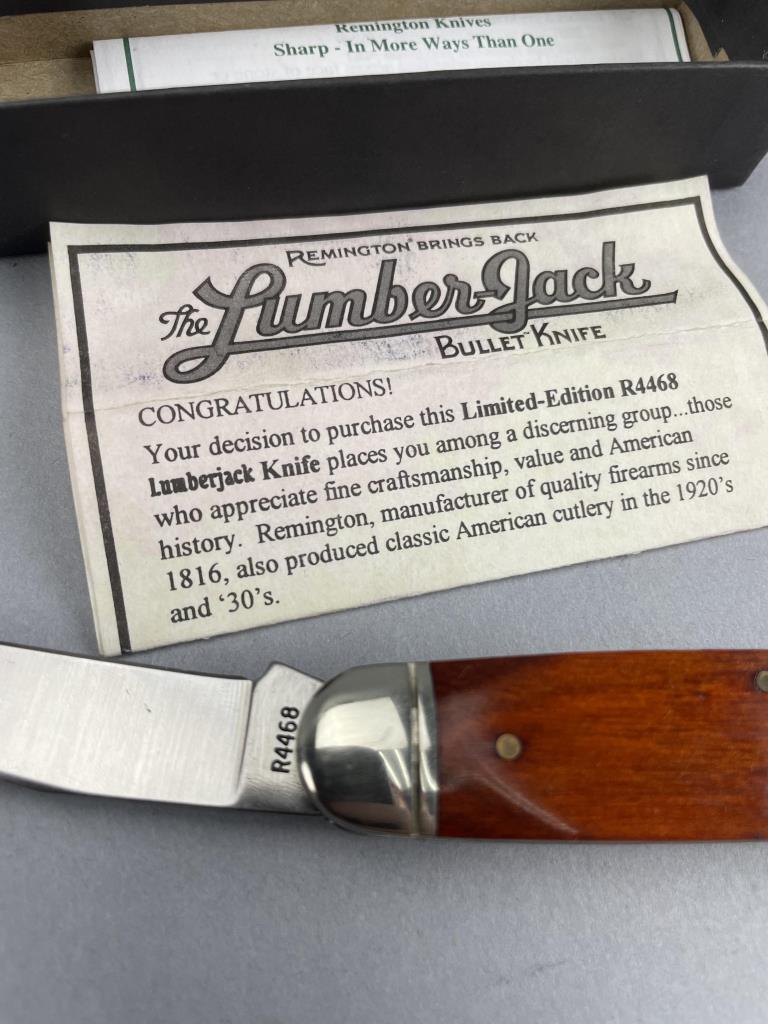 Remington Knives
Sharp - In More Ways Than One
REMINGTON® BRINGS BACK
The Lumber-Jack
BULLET KNIFE
CONGRATULATIONS!
Your decision to purchase this Limited-Edition R4468
Lumberjack Knife places you among a discerning group...those
who appreciate fine craftsmanship, value and American
history. Remington, manufacturer of quality firearms since
1816, also produced classic American cutlery in the 1920's
and '30's.
R4468